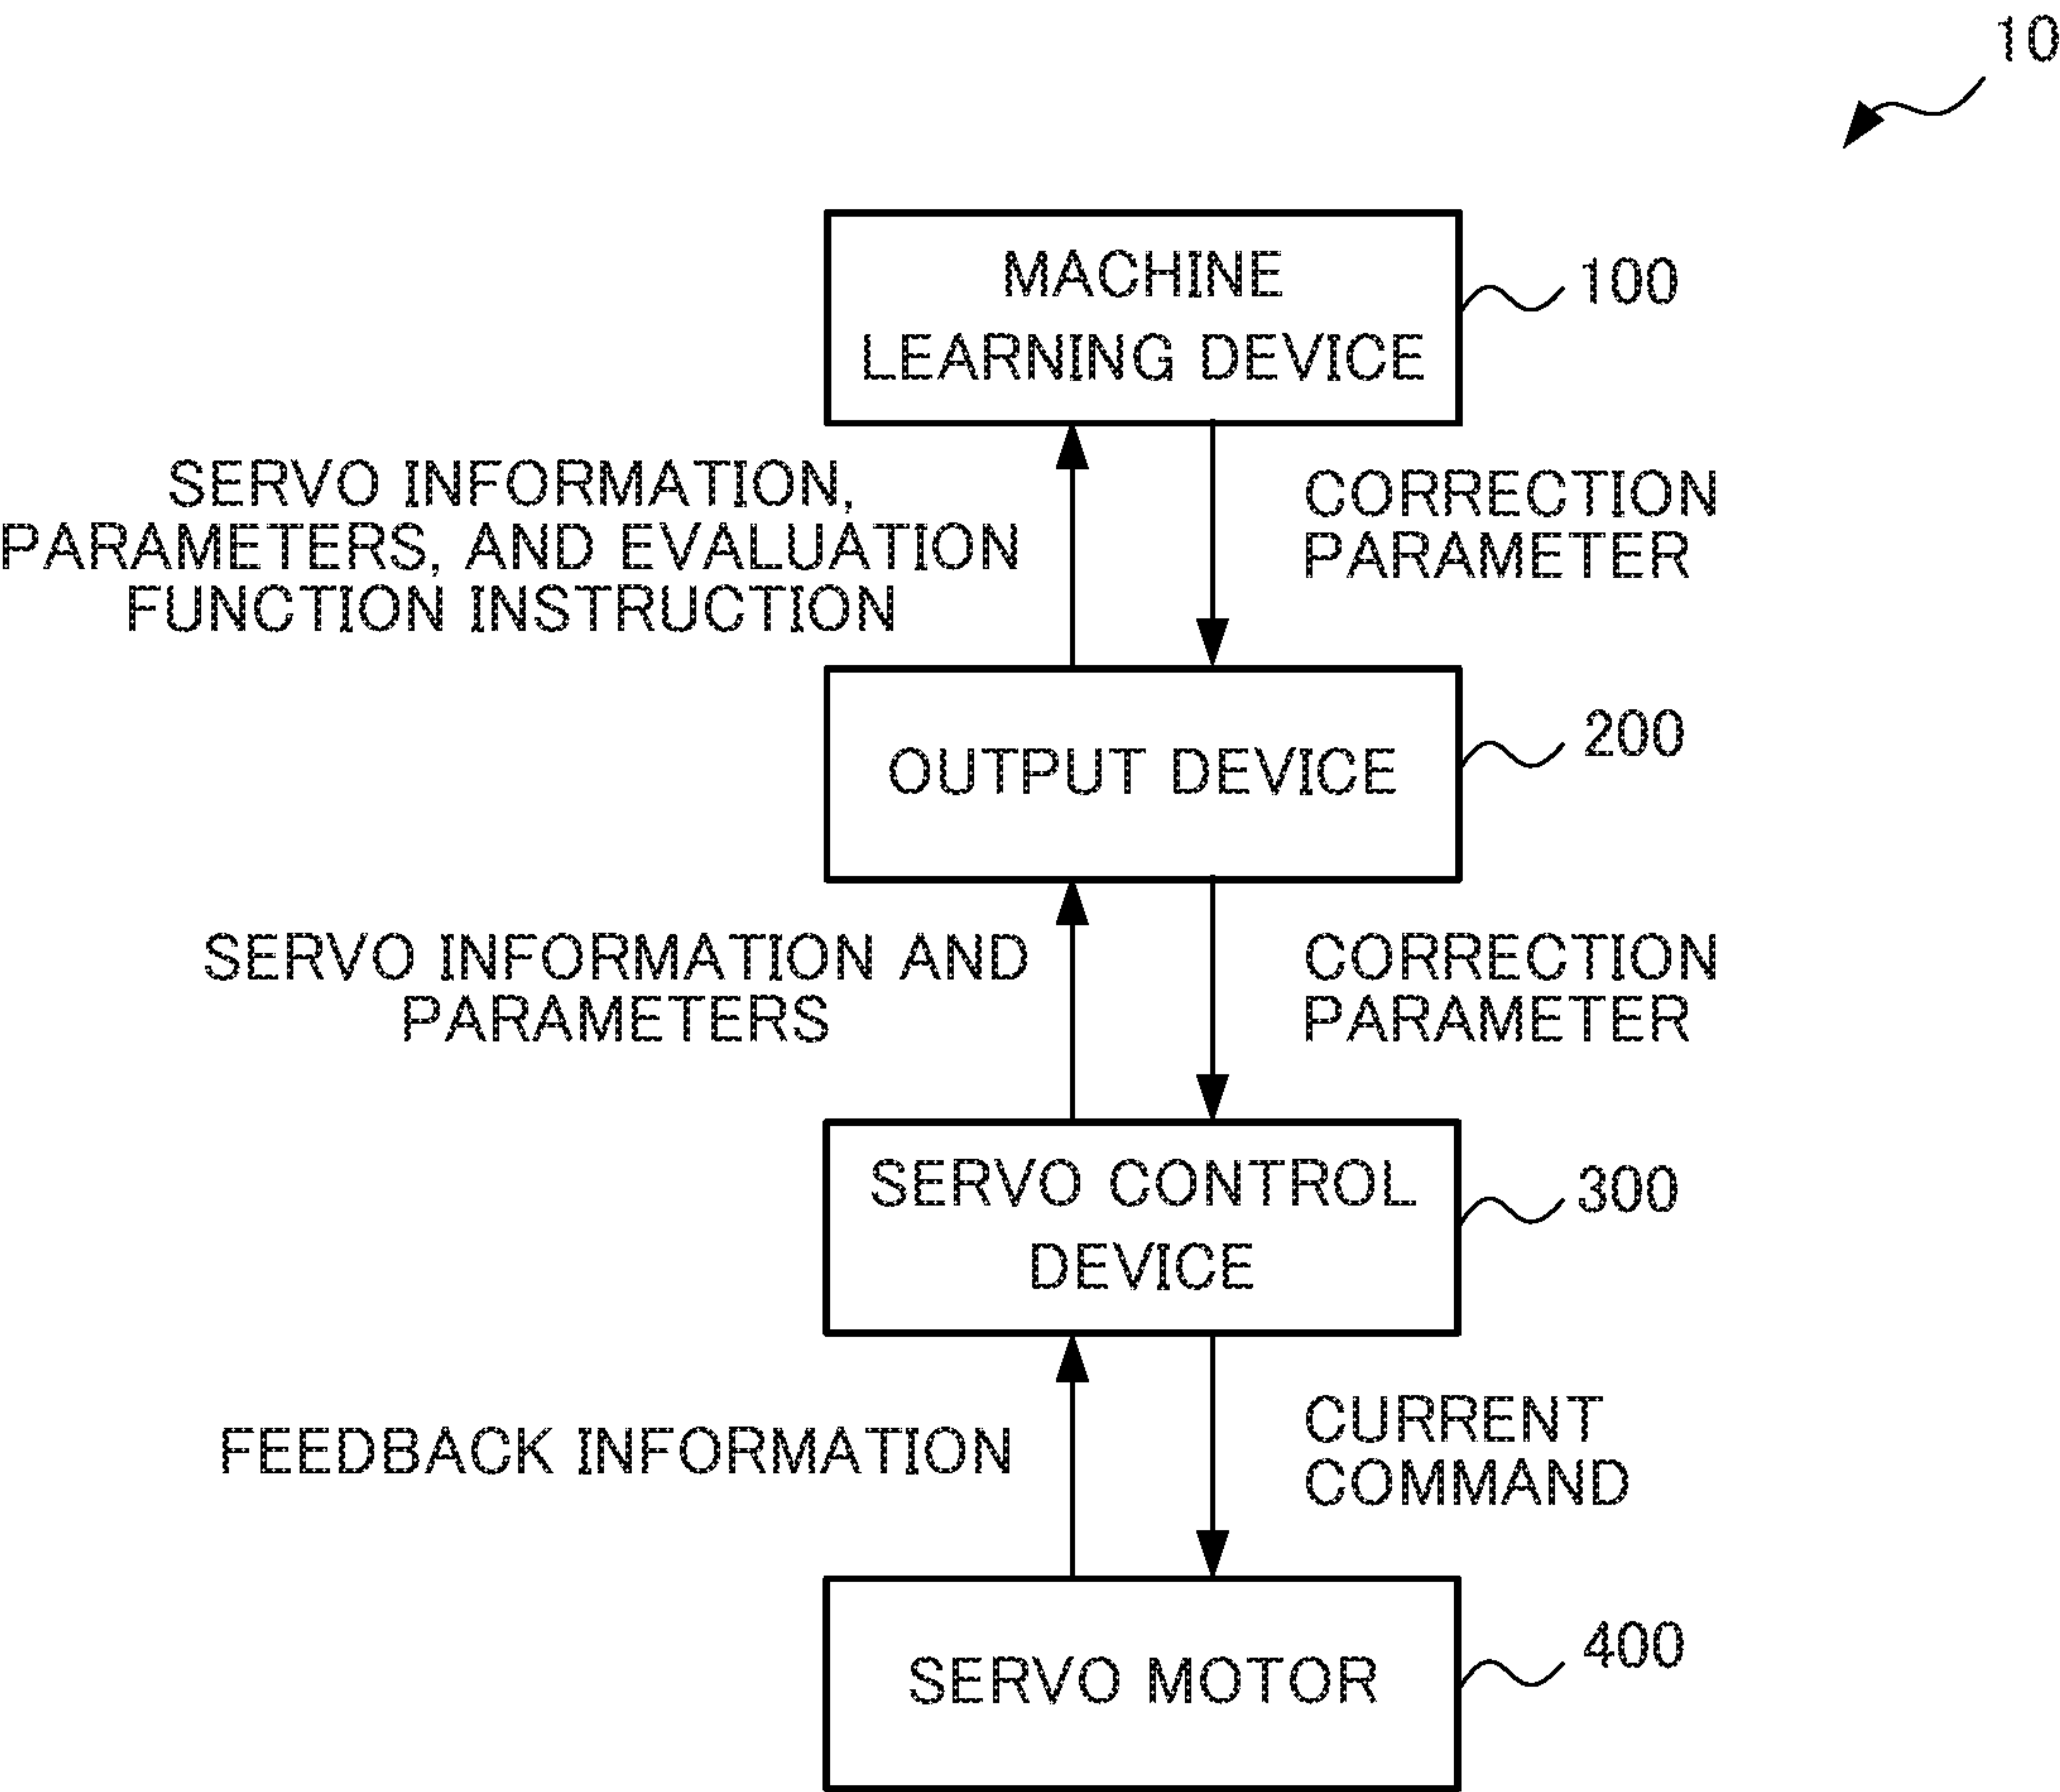 10
MACHINE
LEARNING DEVICE
100
SERVO INFORMATION,
PARAMETERS, AND EVALUATION
FUNCTION INSTRUCTION
CORRECTION
PARAMETER
OUTPUT DEVICE
200
SERVO INFORMATION AND
PARAMETERS
CORRECTION
PARAMETER
SERVO CONTROL
DEVICE
300
FEEDBACK INFORMATION
CURRENT
COMMAND
SERVO MOTOR
400